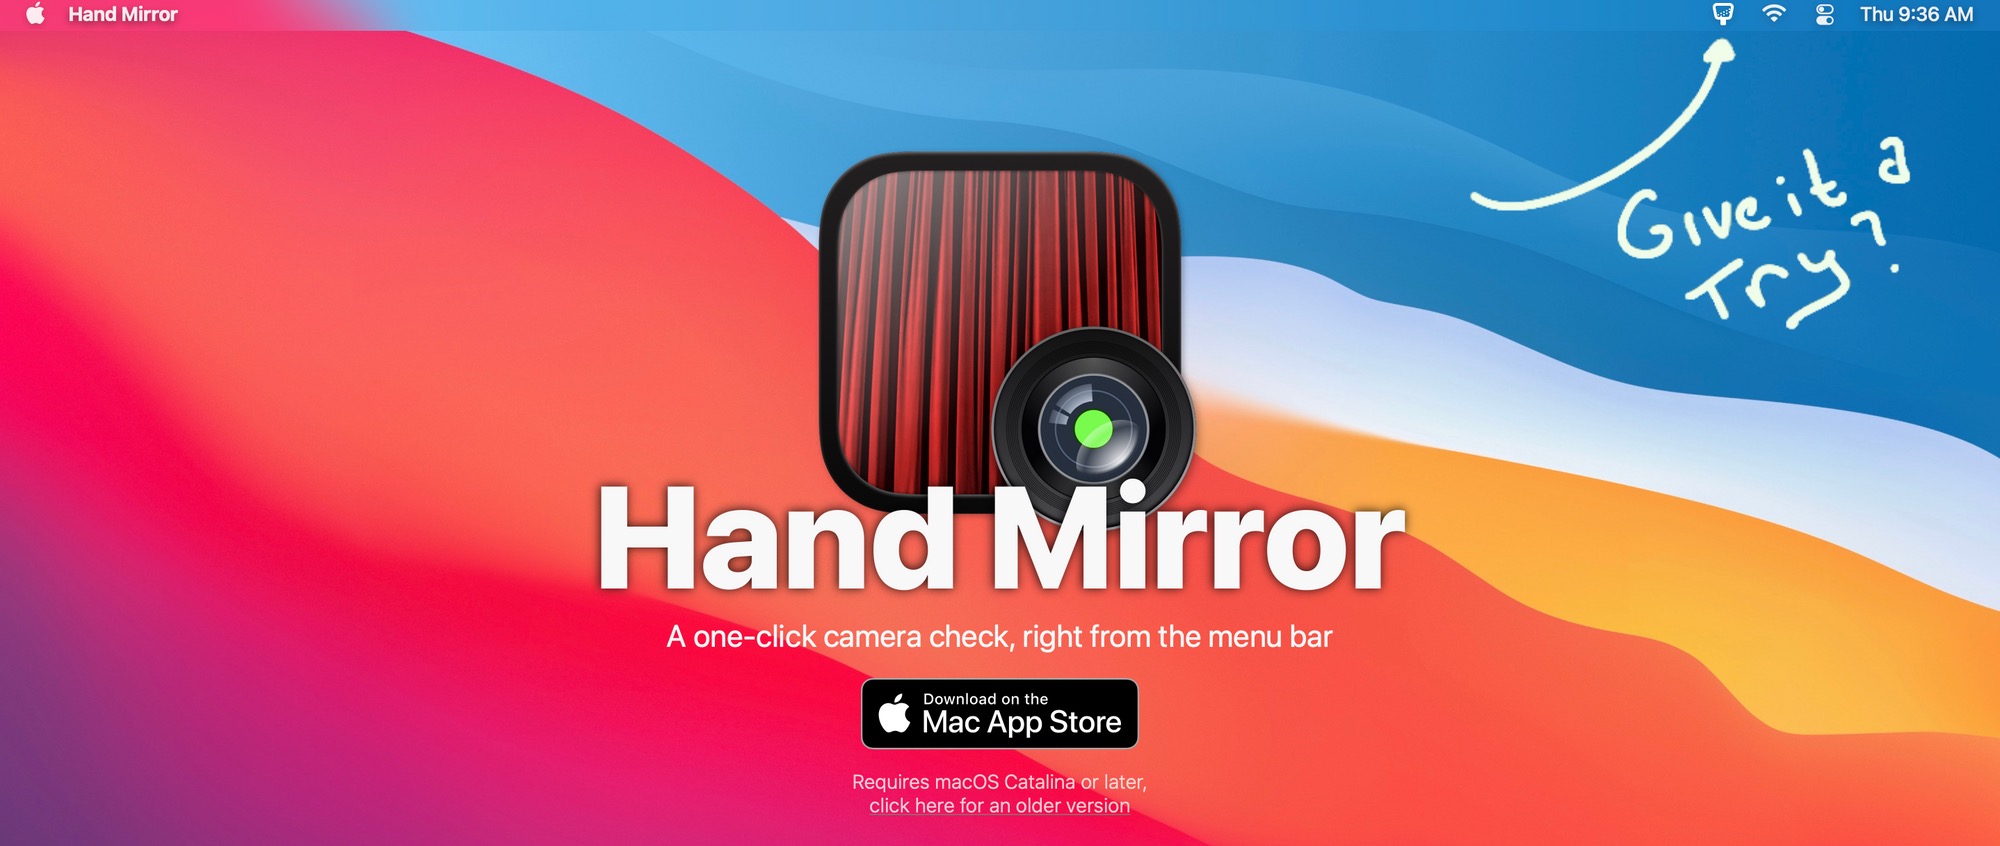 Hand Mirror
Thu 9:36 AM
Give it a
Try?
Hand Mirror
A one-click camera check, right from the menu bar
Download on the
Mac App Store
Requires macOS Catalina or later,
click here for an older version